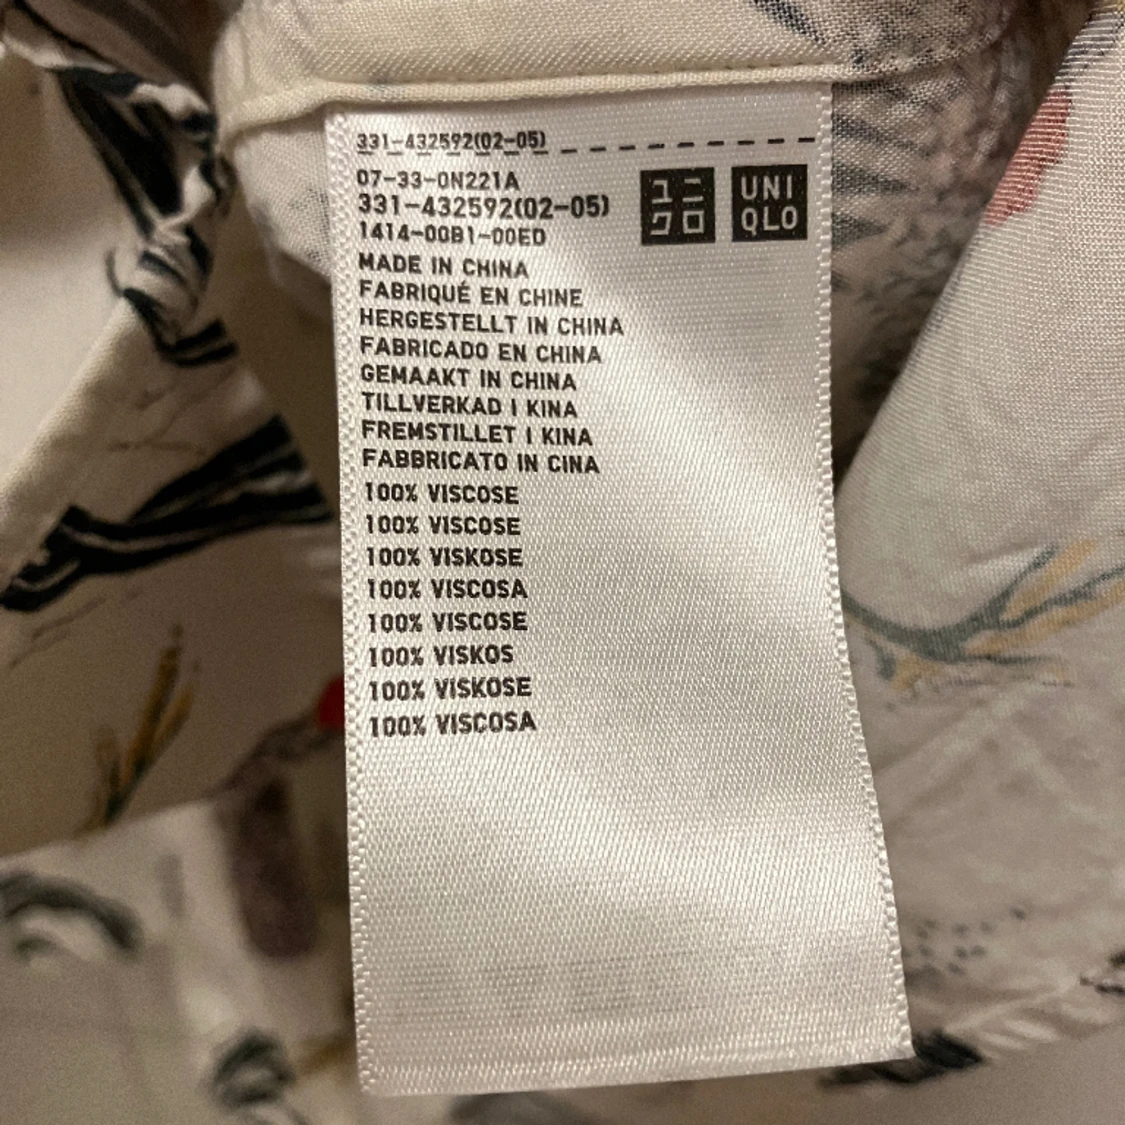 331-432592(02-05)
07-33-0N221A
331-432592(02-05)
1414-00B1-00ED
ユニ
クロ
UNI
QLO
MADE IN CHINA
FABRIQUÉ EN CHINE
HERGESTELLT IN CHINA
FABRICADO EN CHINA
GEMAAKT IN CHINA
TILLVERKAD I KINA
FREMSTILLET I KINA
FABBRICATO IN CINA
100% VISCOSE
100% VISCOSE
100% VISKOSE
100% VISCOSA
100% VISCOSE
100% VISKOS
100% VISKOSE
100% VISCOSA